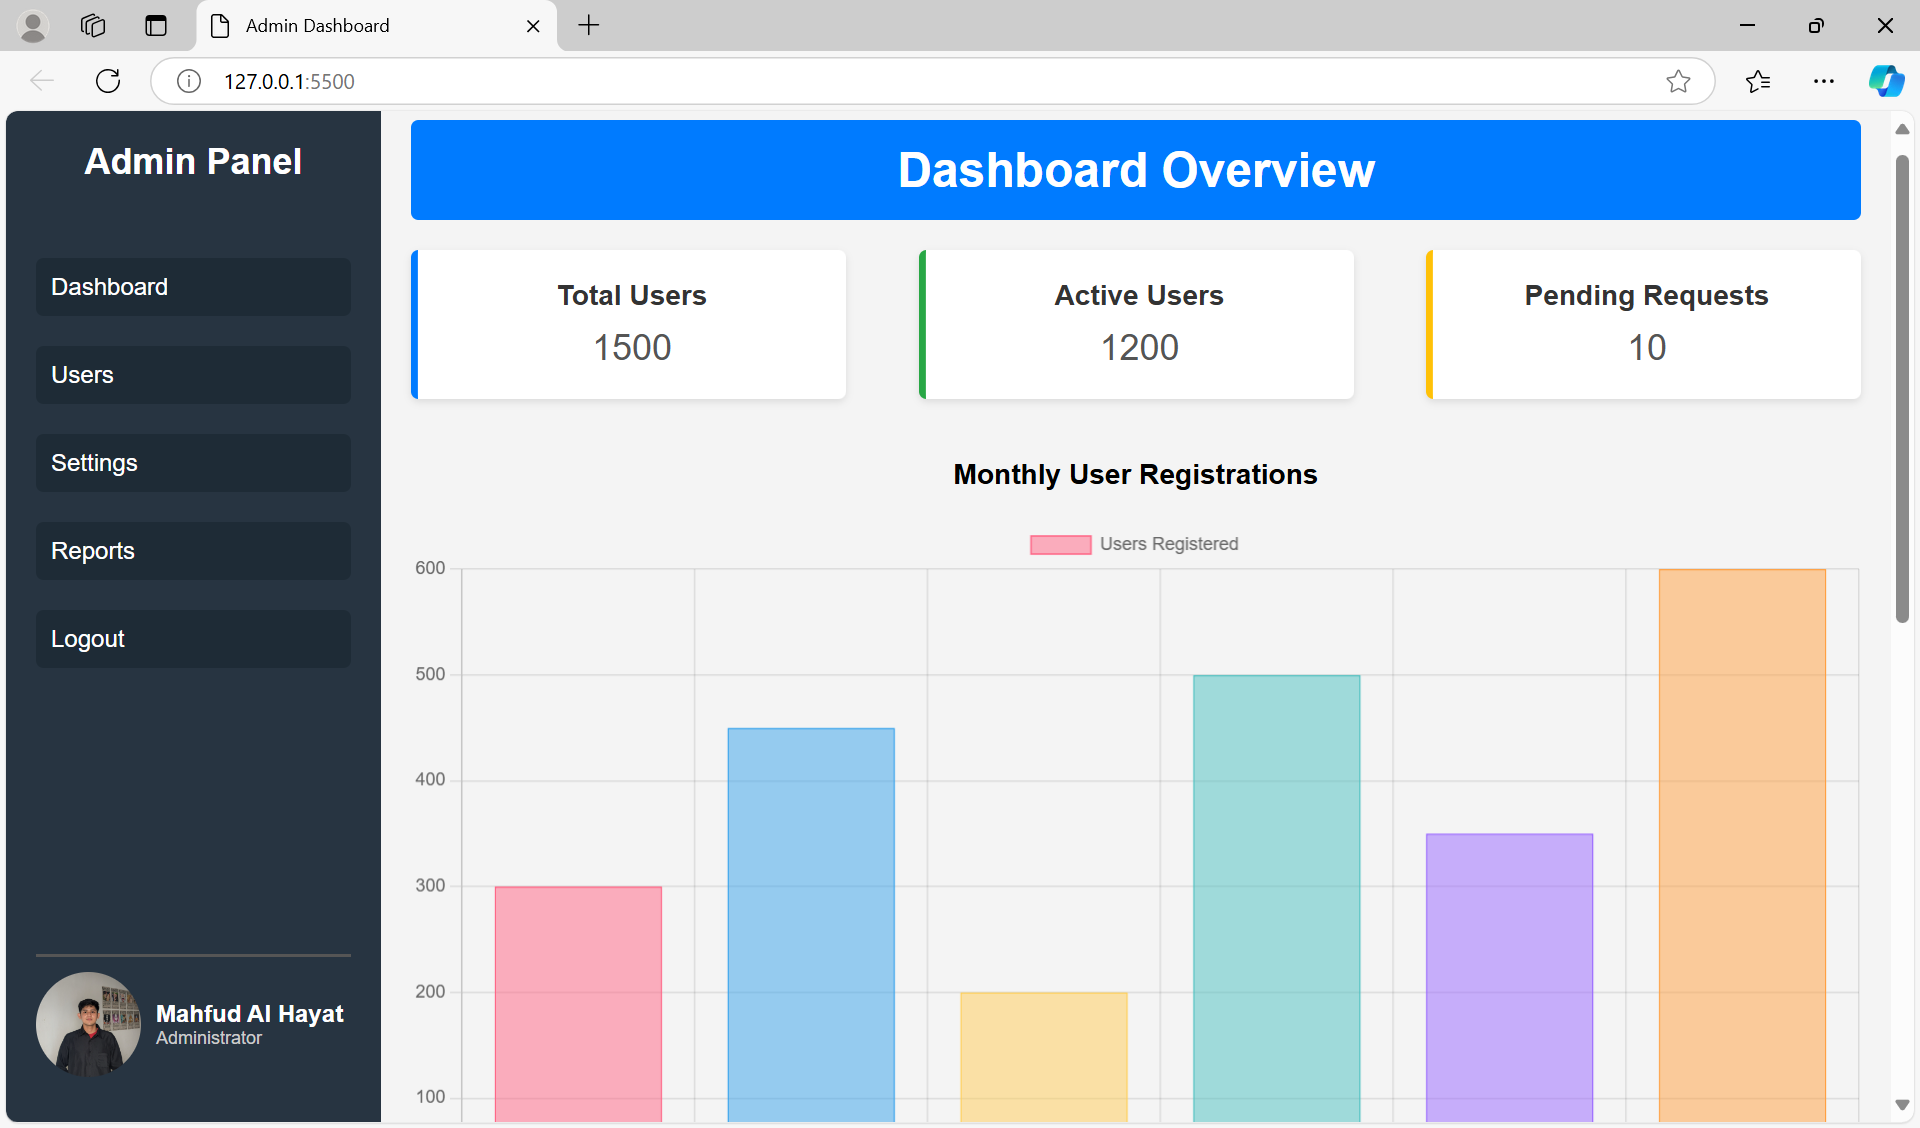 Admin Dashboard
127.0.0.1:5500
Admin Panel
Dashboard
Users
Settings
Reports
Logout
Mahfud Al Hayat
Administrator
Dashboard Overview
Total Users
1500
Active Users
1200
Pending Requests
10
Monthly User Registrations
Users Registered
600
500
400
300
200
100